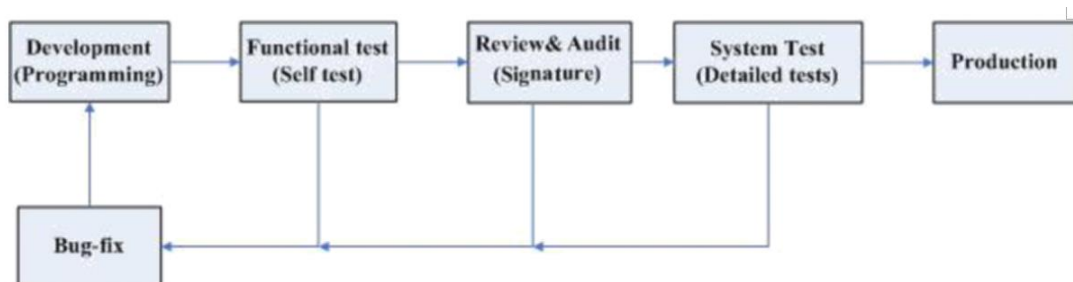 Development
(Programming)
Functional test
(Self test)
Review& Audit
(Signature)
System Test
(Detailed tests)
Production
Bug-fix